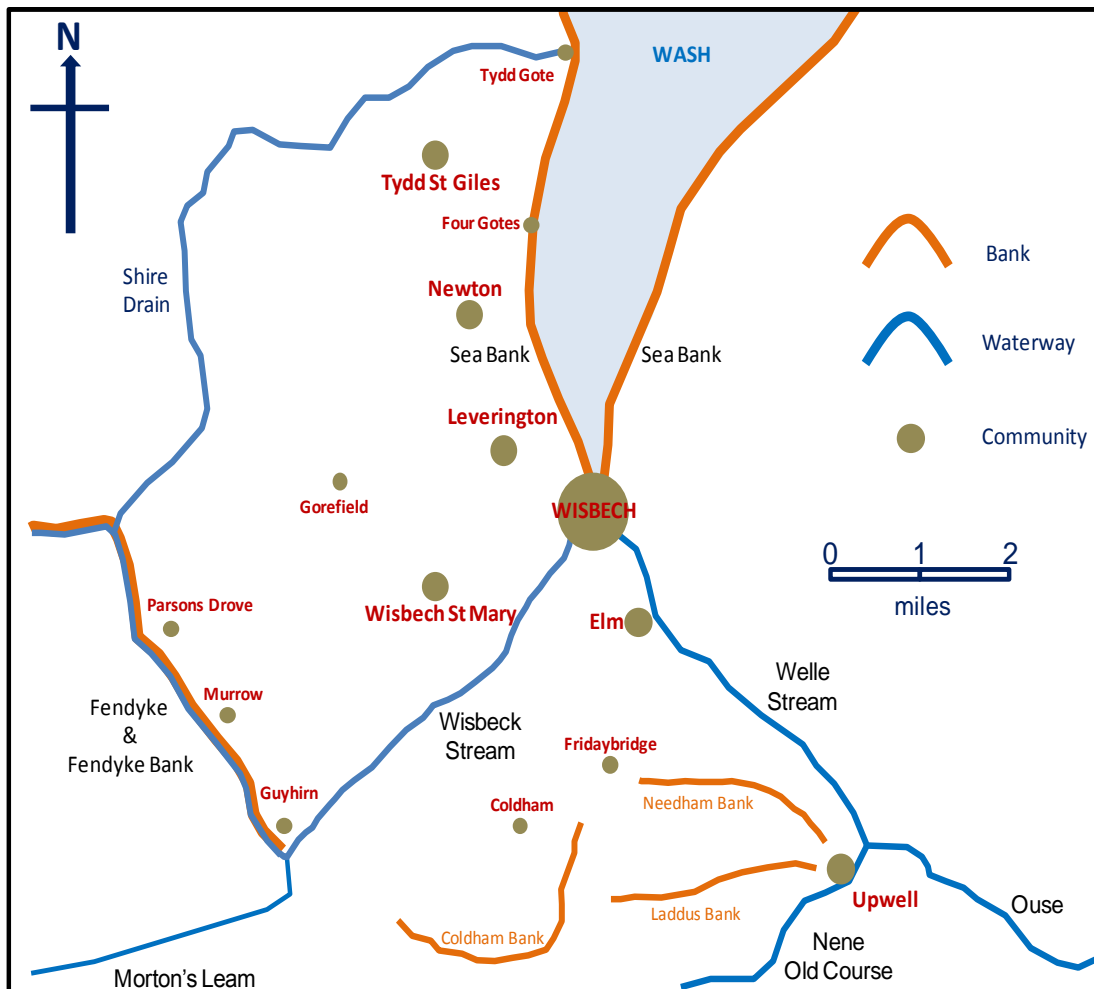 N
WASH
Tydd Gote
Tydd St Giles
Four Gotes
Bank
Shire
Drain
Newton
Waterway
Sea Bank
Sea Bank
Leverington
Community
Gorefield
WISBECH
0 1 2
miles
Parsons Drove
Wisbech St Mary
Elm
Welle
Stream
Murrow
Fendyke
&
Fendyke Bank
Wisbeck
Stream
Fridaybridge
Guyhirn
Coldham
Needham Bank
Upwell
Ouse
Laddus Bank
Coldham Bank
Nene
Old Course
Morton's Leam